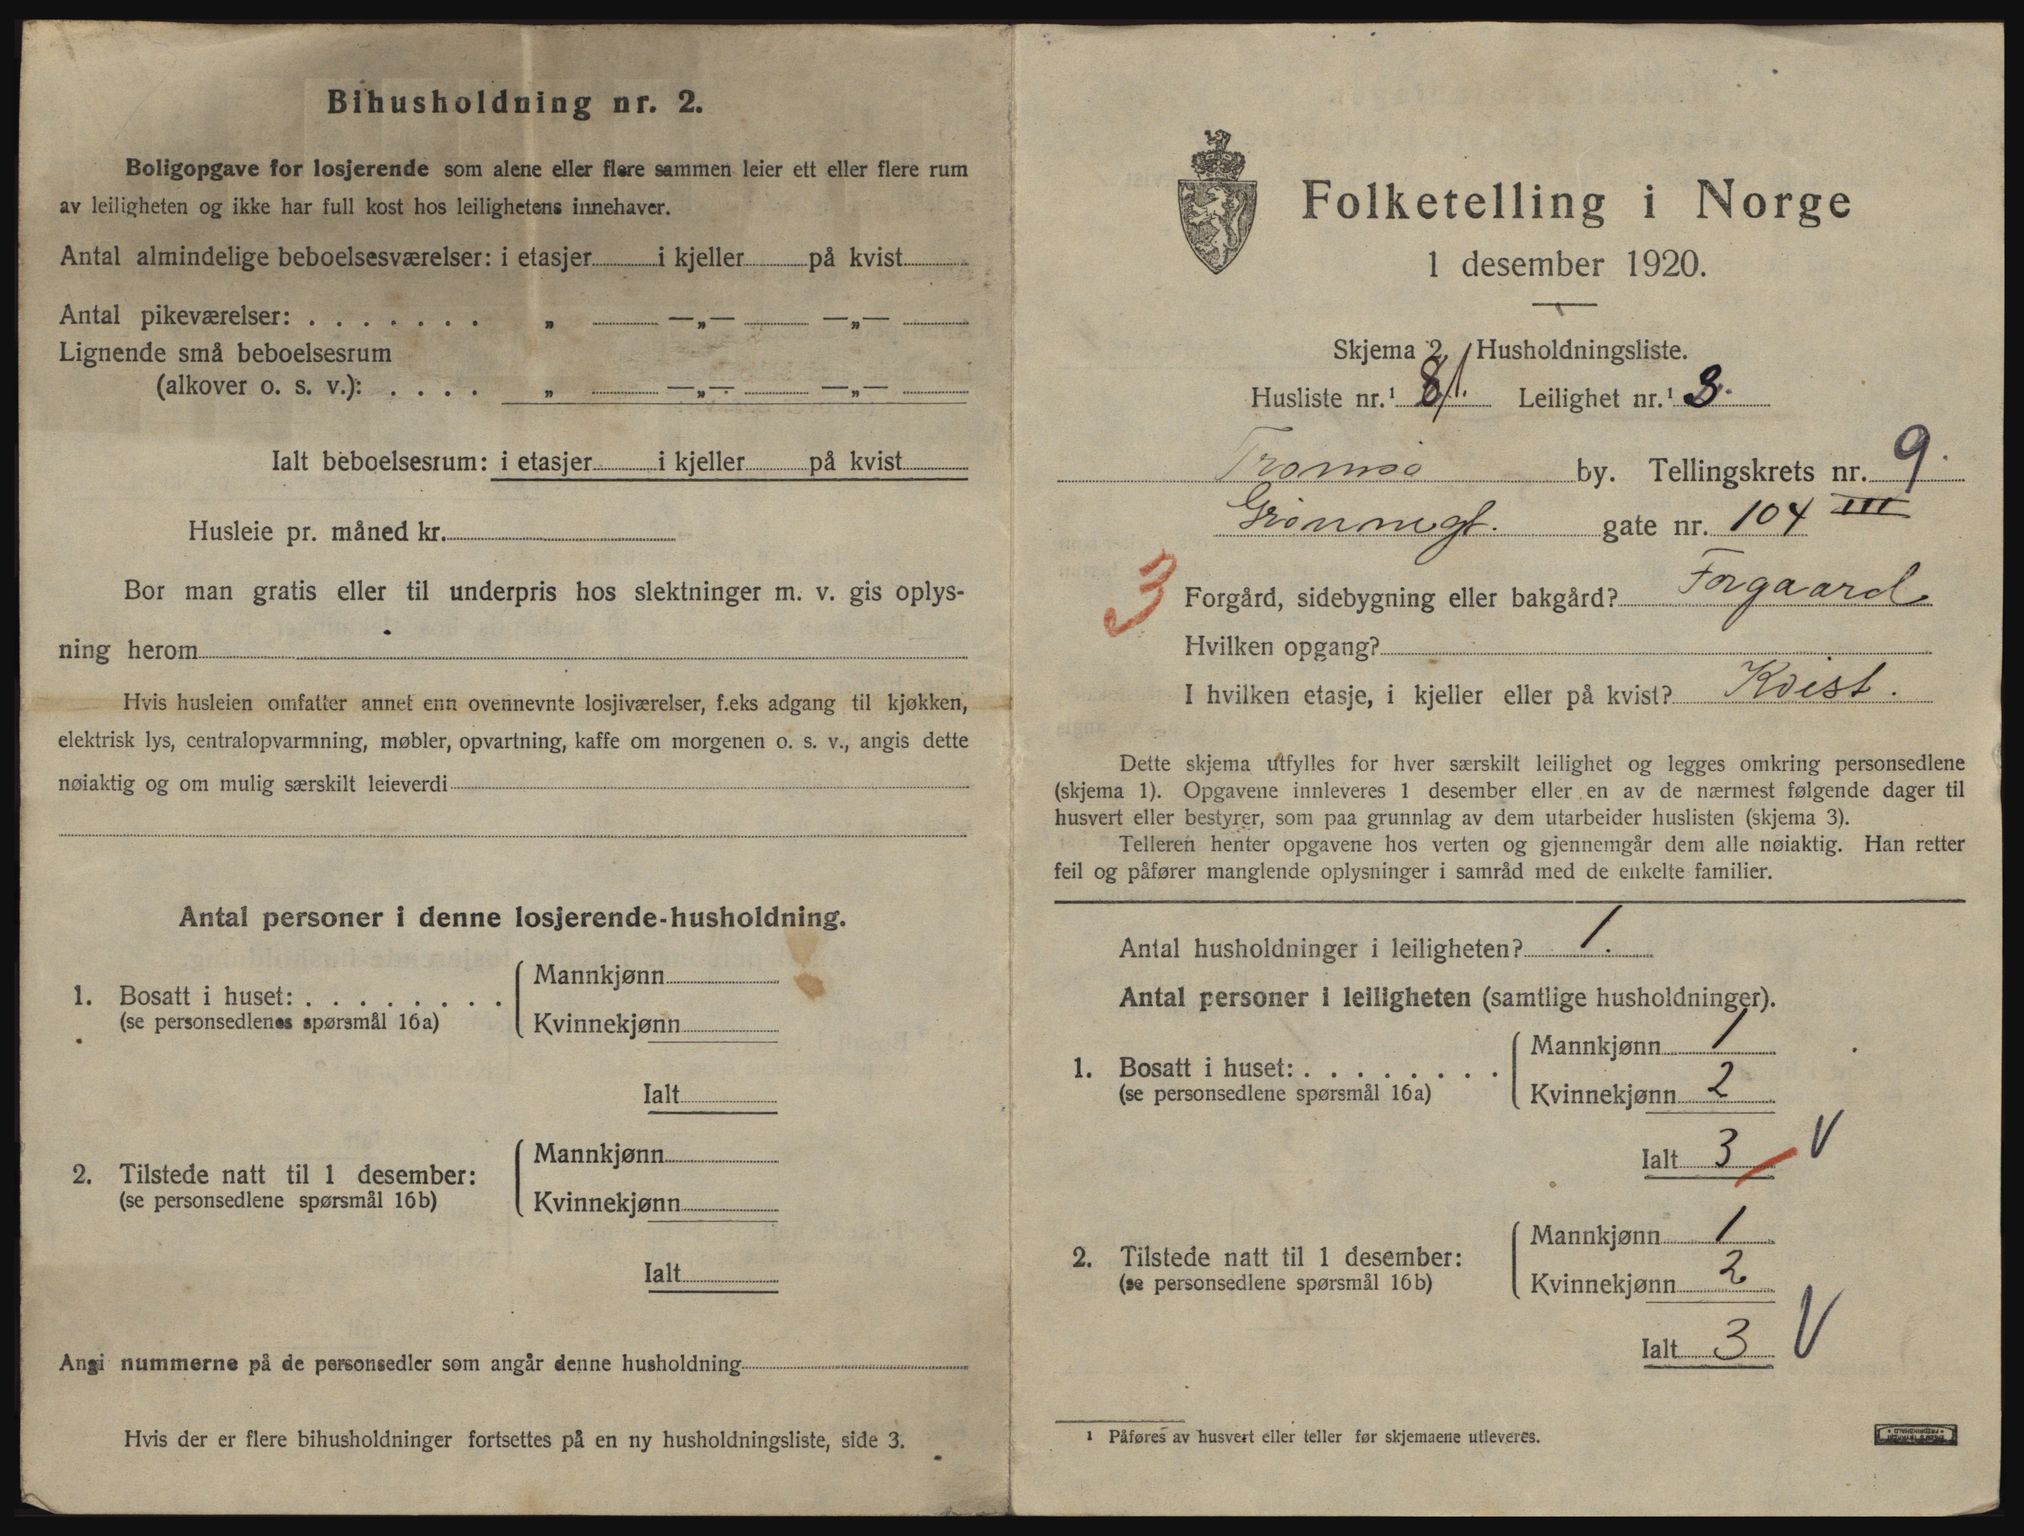 Bihusholdning nr. 2.
Boligopgave for losjerende som alene eller flere sammen leier ett eller flere rum
av leiligheten og ikke har full kost hos leilighetens innehaver.
Antal almindelige beboelsesværelser: i etasjer i kjeller på kvist
Antal pikeværelser: . . . . . . . „ —„— —„—
Lignende små beboelsesrum
(alkover o. s. v.): . . . . „ —„— —„—
Ialt beboelsesrum: i etasjer i kjeller på kvist
Husleie pr. måned kr.
Bor man gratis eller til underpris hos slektninger m. v. gis oplys-
ning herom
Hvis husleien omfatter annet enn ovennevnte losjiværelser, f.eks adgang til kjøkken,
elektrisk lys, centralopvarmning, møbler, opvartning, kaffe om morgenen o. s. v., angis dette
nøiaktig og om mulig særskilt leieverdi
Antal personer i denne losjerende-husholdning.
1. Bosatt i huset: . . . . . . . . Mannkjønn
(se personsedlenes spørsmål 16a) Kvinnekjønn
Ialt
2. Tilstede natt til 1 desember: Mannkjønn
(se personsedlene spørsmål 16b) Kvinnekjønn
Ialt
Angi nummerne på de personsedler som angår denne husholdning
Hvis der er flere bihusholdninger fortsettes på en ny husholdningsliste, side 3.
Folketelling i Norge
1 desember 1920.
Skjema 2. Husholdningsliste.
Husliste nr.¹ 81. Leilighet nr.¹ 3.
Tromsø by. Tellingskrets nr. 9.
Grønnegt. gate nr. 104 III
3
Forgård, sidebygning eller bakgård? Forgaard
Hvilken opgang?
I hvilken etasje, i kjeller eller på kvist? Kvist.
Dette skjema utfylles for hver særskilt leilighet og legges omkring personsedlene
(skjema 1). Opgavene innleveres 1 desember eller en av de nærmest følgende dager til
husvert eller bestyrer, som paa grunnlag av dem utarbeider huslisten (skjema 3).
Telleren henter opgavene hos verten og gjennemgår dem alle nøiaktig. Han retter
feil og påfører manglende oplysninger i samråd med de enkelte familier.
Antal husholdninger i leiligheten? 1.
Antal personer i leiligheten (samtlige husholdninger).
1. Bosatt i huset: . . . . . . . . Mannkjønn 1
(se personsedlene spørsmål 16a) Kvinnekjønn 2
Ialt 3 V
2. Tilstede natt til 1 desember: Mannkjønn 1
(se personsedlene spørsmål 16b) Kvinnekjønn 2
Ialt 3 V
1 Påføres av husvert eller teller før skjemaene utleveres.